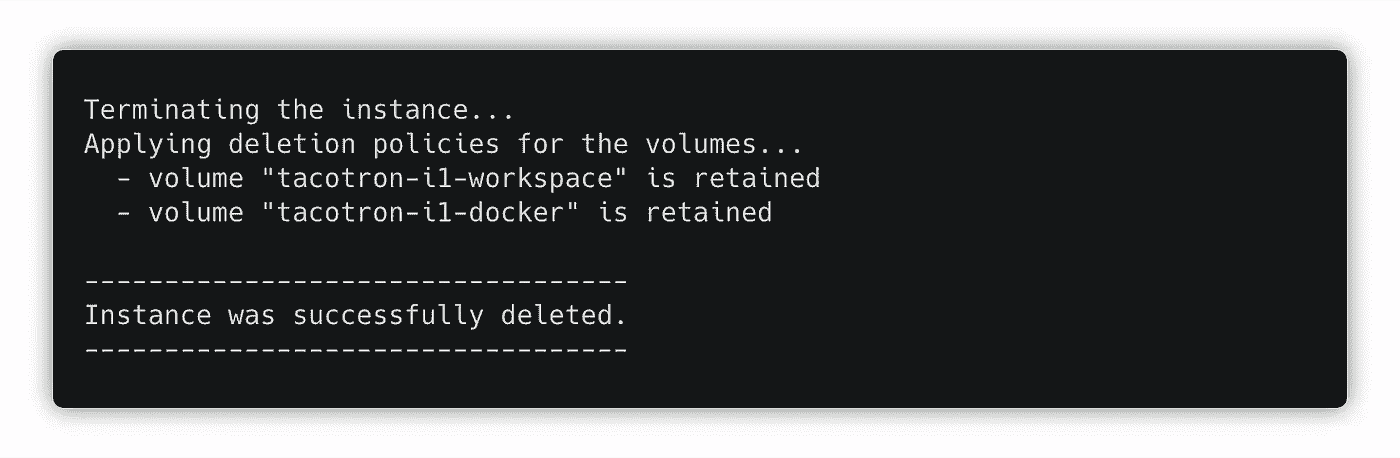 Terminating the instance...
Applying deletion policies for the volumes...
  - volume "tacotron-i1-workspace" is retained
  - volume "tacotron-i1-docker" is retained

----------------------------------
Instance was successfully deleted.
----------------------------------